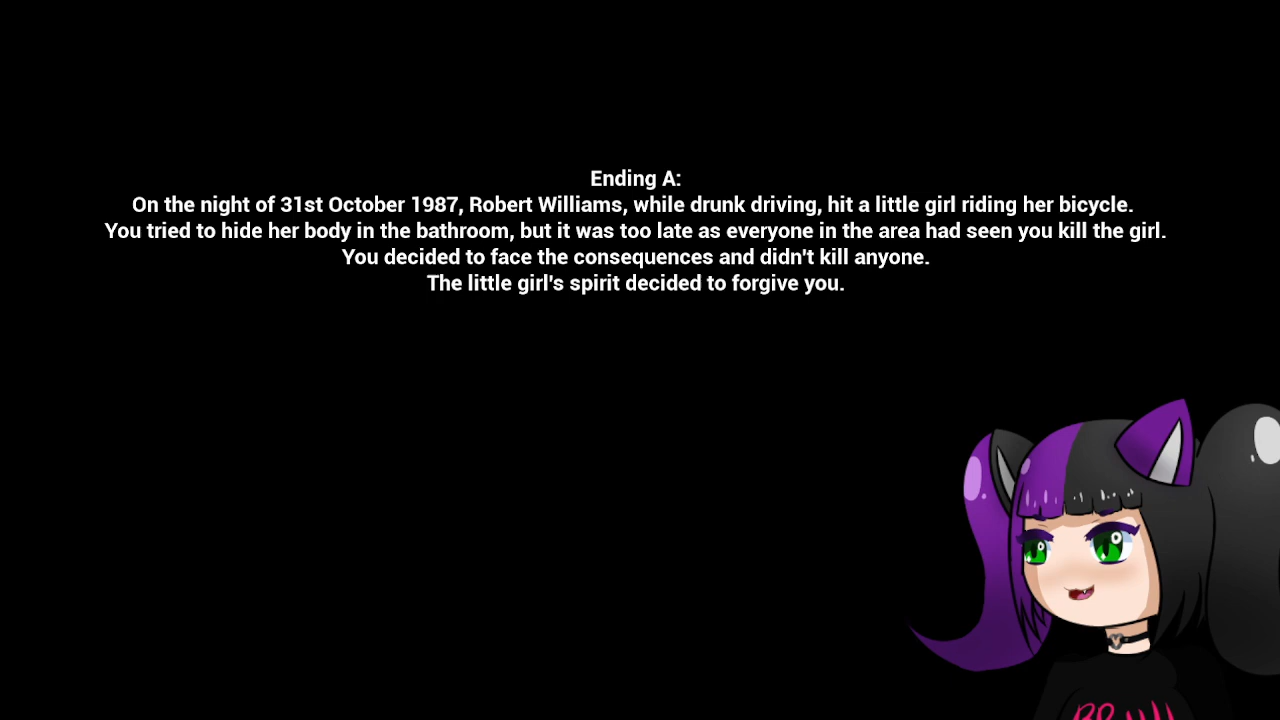 Ending A:
On the night of 31st October 1987, Robert Williams, while drunk driving, hit a little girl riding her bicycle.
You tried to hide her body in the bathroom, but it was too late as everyone in the area had seen you kill the girl.
You decided to face the consequences and didn't kill anyone.
The little girl's spirit decided to forgive you.